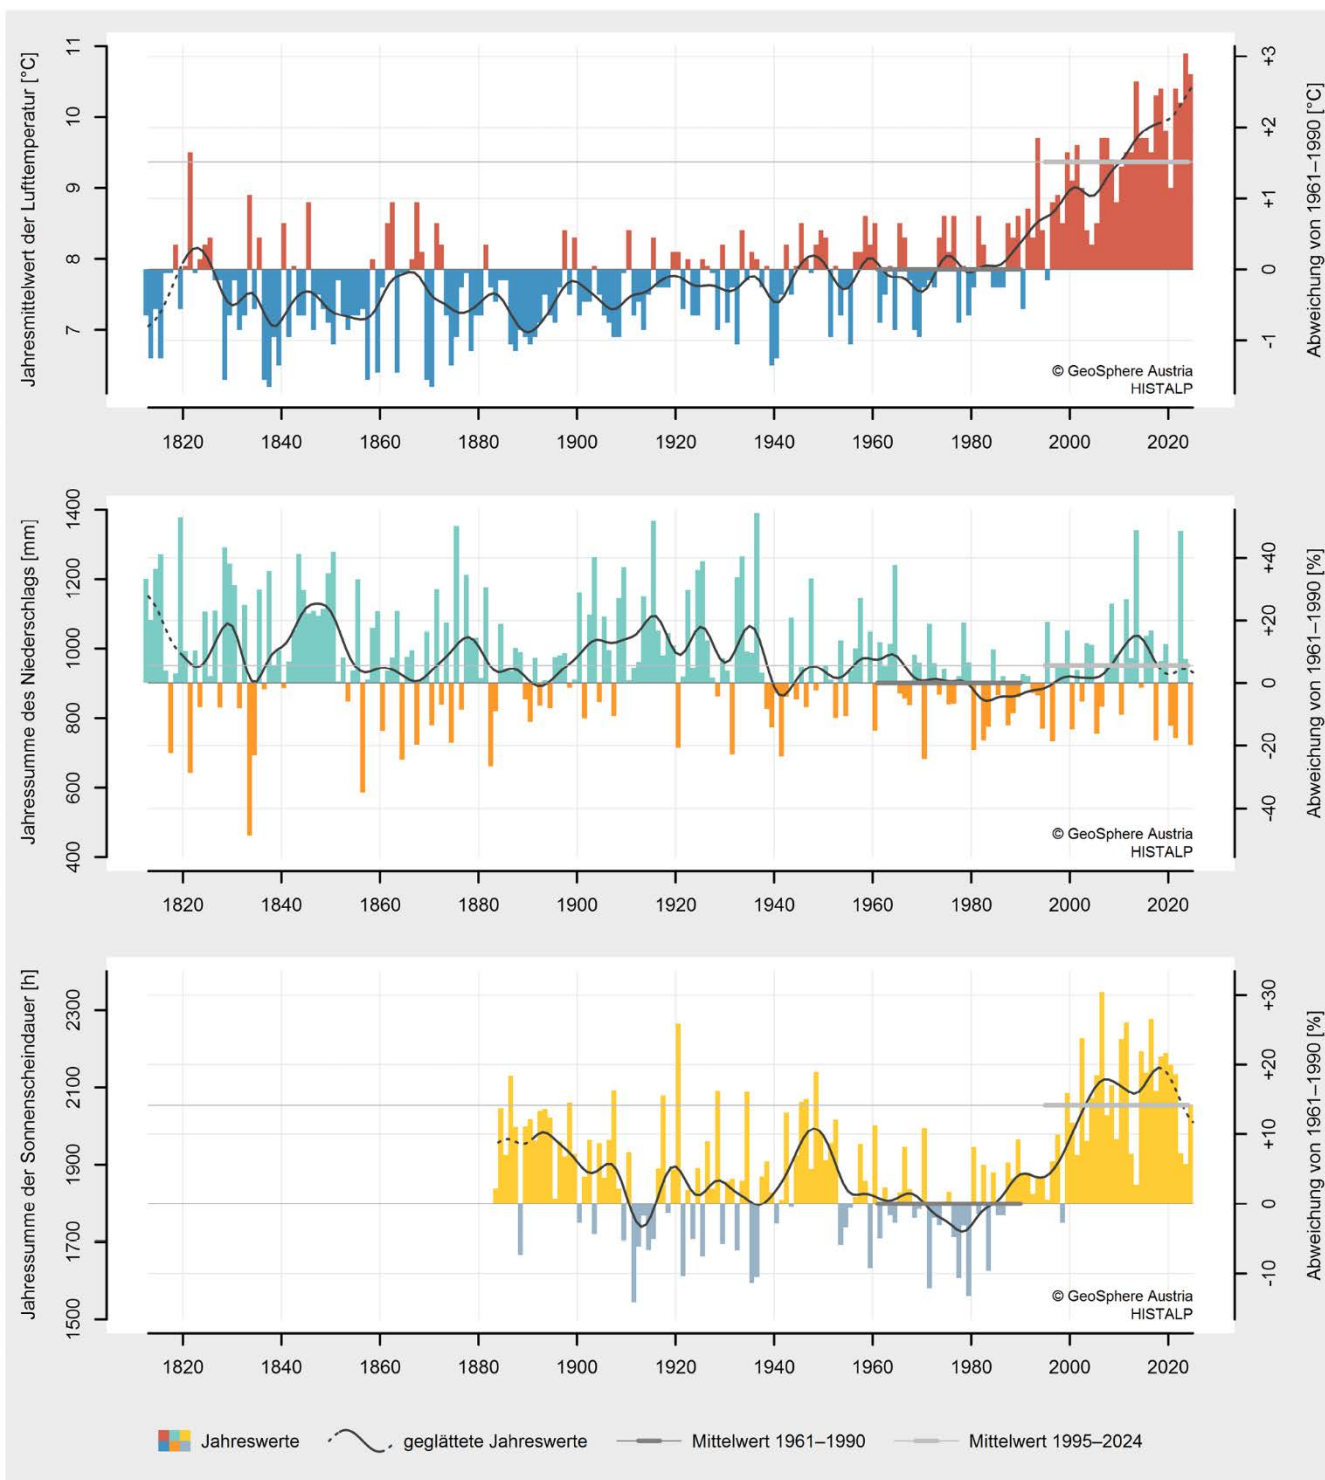 Jahresmittelwert der Lufttemperatur [°C]
11
10
9
8
7
+3
+2
+1
0
-1
Abweichung von 1961–1990 [°C]
© GeoSphere Austria
HISTALP
1820 1840 1860 1880 1900 1920 1940 1960 1980 2000 2020
Jahressumme des Niederschlags [mm]
1400
1200
1000
800
600
400
+40
+20
0
-20
-40
Abweichung von 1961–1990 [%]
© GeoSphere Austria
HISTALP
1820 1840 1860 1880 1900 1920 1940 1960 1980 2000 2020
Jahressumme der Sonnenscheindauer [h]
2300
2100
1900
1700
1500
+30
+20
+10
0
-10
Abweichung von 1961–1990 [%]
© GeoSphere Austria
HISTALP
1820 1840 1860 1880 1900 1920 1940 1960 1980 2000 2020
Jahreswerte geglättete Jahreswerte Mittelwert 1961–1990 Mittelwert 1995–2024